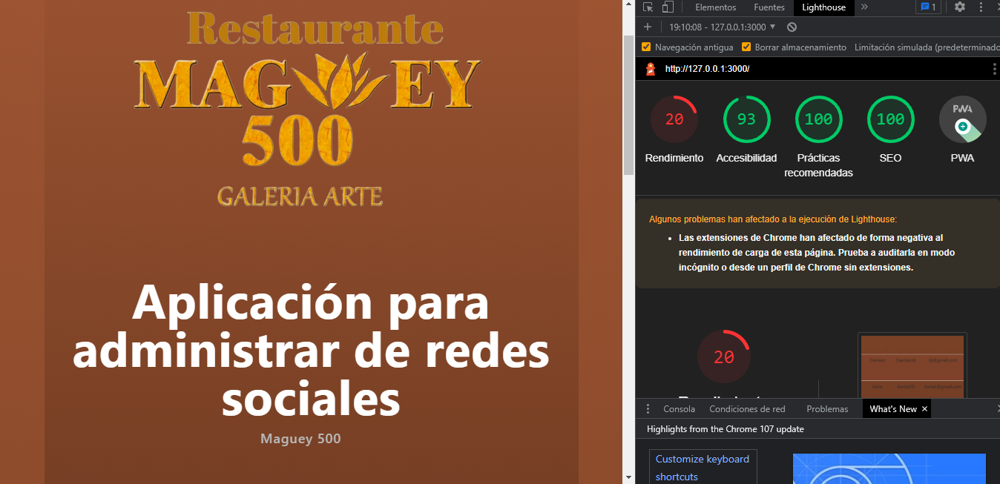 Restaurante
MAGUEY
500
GALERIA ARTE
Aplicación para
administrar de redes
sociales
Maguey 500
Elementos Fuentes Lighthouse » 1
+ 19:10:08 - 127.0.0.1:3000 ▼
Navegación antigua Borrar almacenamiento Limitación simulada (predeterminado
http://127.0.0.1:3000/
20 93 100 100 PWA
Rendimiento Accesibilidad Prácticas recomendadas SEO PWA
Algunos problemas han afectado a la ejecución de Lighthouse:
• Las extensiones de Chrome han afectado de forma negativa al
rendimiento de carga de esta página. Prueba a auditarla en modo
incógnito o desde un perfil de Chrome sin extensiones.
20
Consola Condiciones de red Problemas What's New ×
Highlights from the Chrome 107 update
Customize keyboard
shortcuts